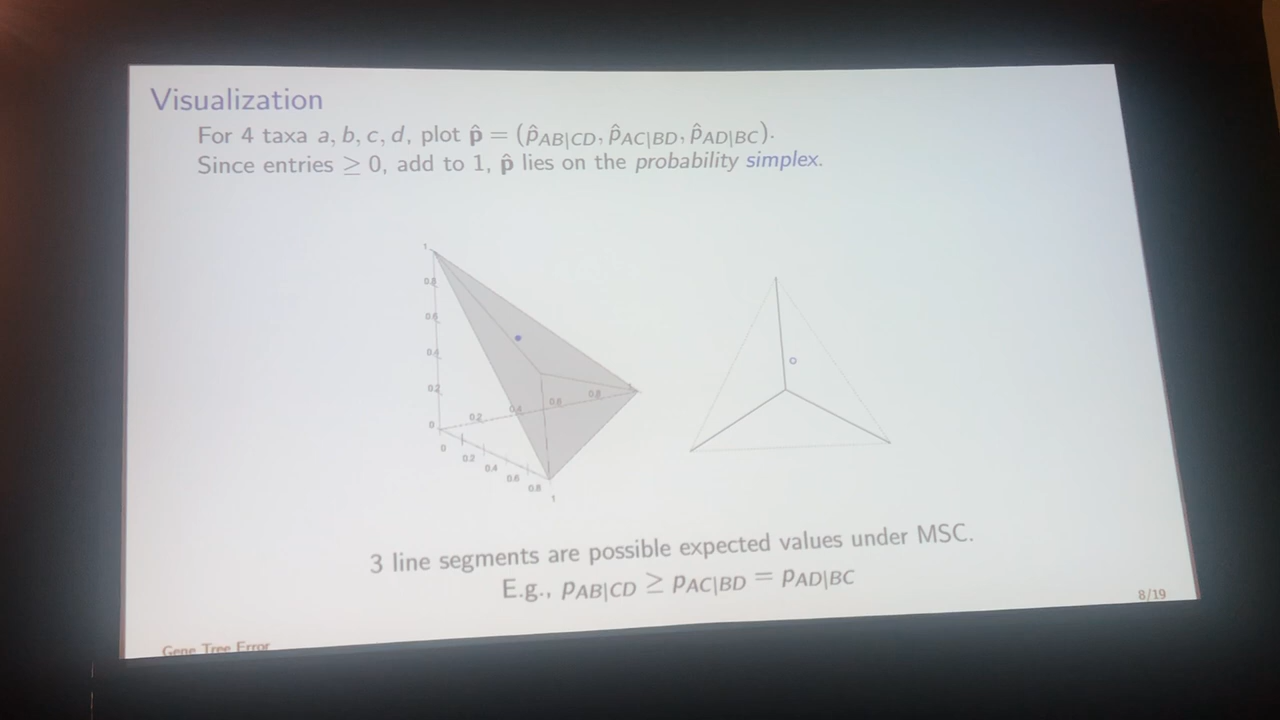 Visualization
For 4 taxa a, b, c, d, plot p̂ = (p̂AB|CD, p̂AC|BD, p̂AD|BC).
Since entries ≥ 0, add to 1, p̂ lies on the probability simplex.
1
0.8
0.6
0.4
0.2
0
0.2 0.4 0.6 0.8 1
0 0.2 0.4 0.6 0.8 1
3 line segments are possible expected values under MSC.
E.g., pAB|CD ≥ pAC|BD = pAD|BC
8/19
Gene Tree Error